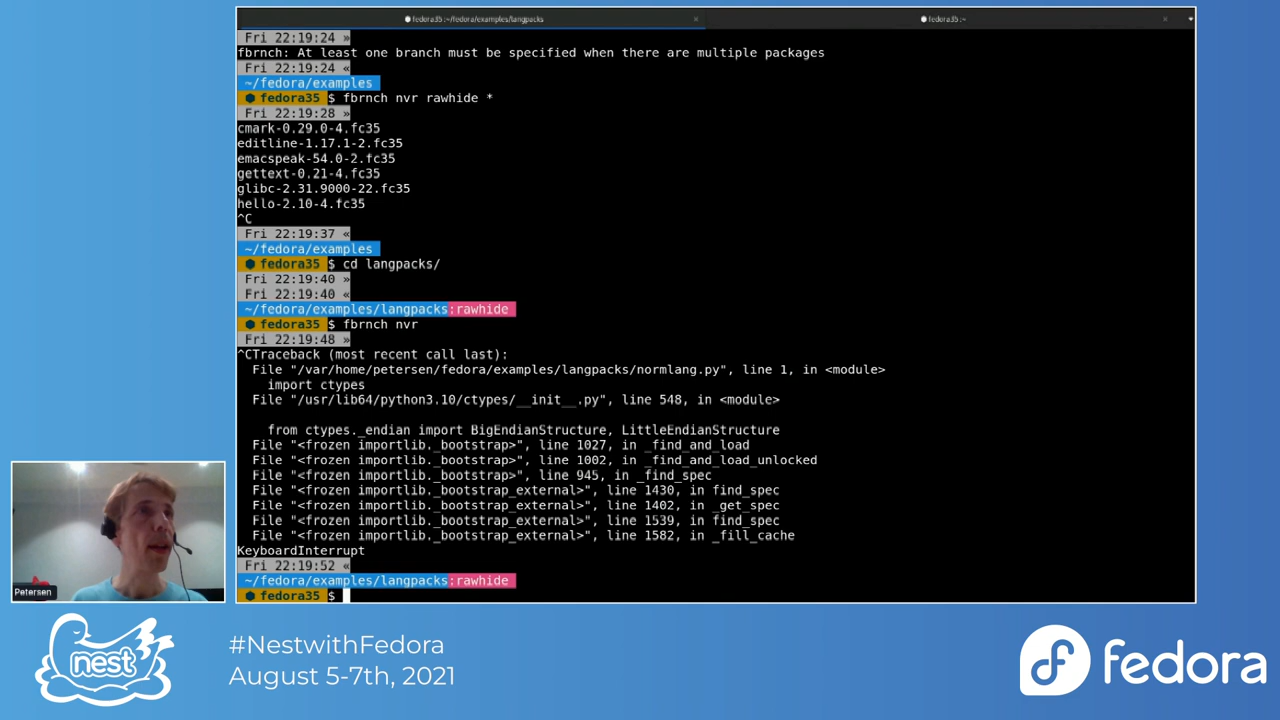 fedora35:~/fedora/examples/langpacks
×
fedora35:~
×
Fri 22:19:24 »
fbrnch: At least one branch must be specified when there are multiple packages
Fri 22:19:24 «
~/fedora/examples
fedora35 $ fbrnch nvr rawhide *
Fri 22:19:28 »
cmark-0.29.0-4.fc35
editline-1.17.1-2.fc35
emacspeak-54.0-2.fc35
gettext-0.21-4.fc35
glibc-2.31.9000-22.fc35
hello-2.10-4.fc35
^C
Fri 22:19:37 «
~/fedora/examples
fedora35 $ cd langpacks/
Fri 22:19:40 »
Fri 22:19:40 «
~/fedora/examples/langpacks:rawhide
fedora35 $ fbrnch nvr
Fri 22:19:48 »
^CTraceback (most recent call last):
File "/var/home/petersen/fedora/examples/langpacks/normlang.py", line 1, in <module>
import ctypes
File "/usr/lib64/python3.10/ctypes/__init__.py", line 548, in <module>
from ctypes._endian import BigEndianStructure, LittleEndianStructure
File "<frozen importlib._bootstrap>", line 1027, in _find_and_load
File "<frozen importlib._bootstrap>", line 1002, in _find_and_load_unlocked
File "<frozen importlib._bootstrap>", line 945, in _find_spec
File "<frozen importlib._bootstrap_external>", line 1430, in find_spec
File "<frozen importlib._bootstrap_external>", line 1402, in _get_spec
File "<frozen importlib._bootstrap_external>", line 1539, in find_spec
File "<frozen importlib._bootstrap_external>", line 1582, in _fill_cache
KeyboardInterrupt
Fri 22:19:52 «
~/fedora/examples/langpacks:rawhide
fedora35 $
Petersen
nest
#NestwithFedora
August 5-7th, 2021
fedora